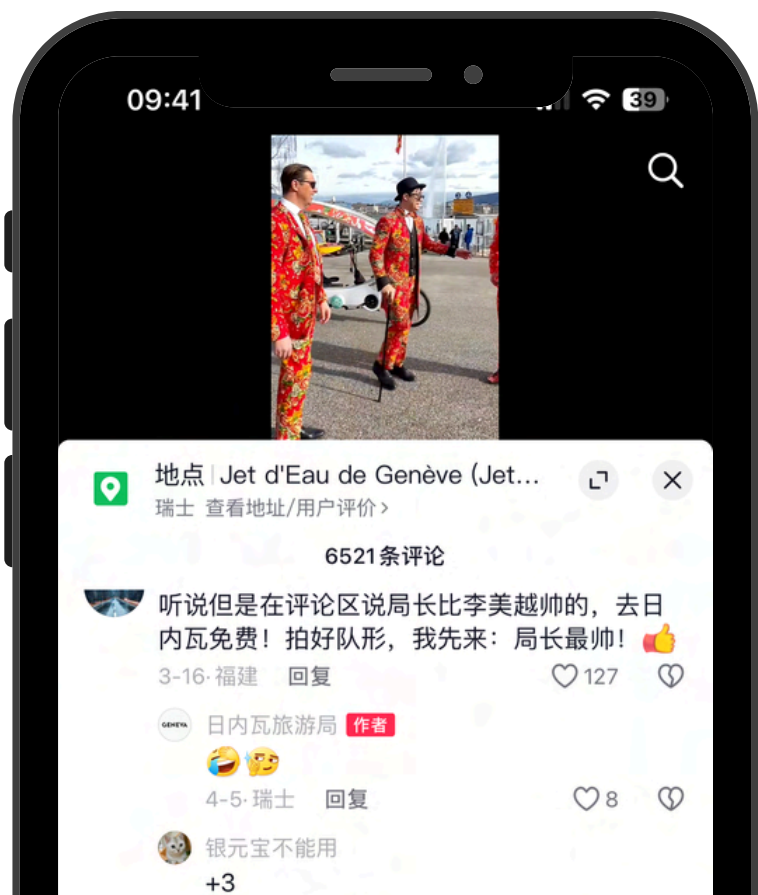 09:41
39
地点 | Jet d'Eau de Genève (Jet...
瑞士 查看地址/用户评价 >
6521条评论
听说但是在评论区说局长比李美越帅的，去日
内瓦免费！拍好队形，我先来：局长最帅！
3-16·福建 回复 127
GENEVA 日内瓦旅游局 作者
4-5·瑞士 回复 8
银元宝不能用
+3